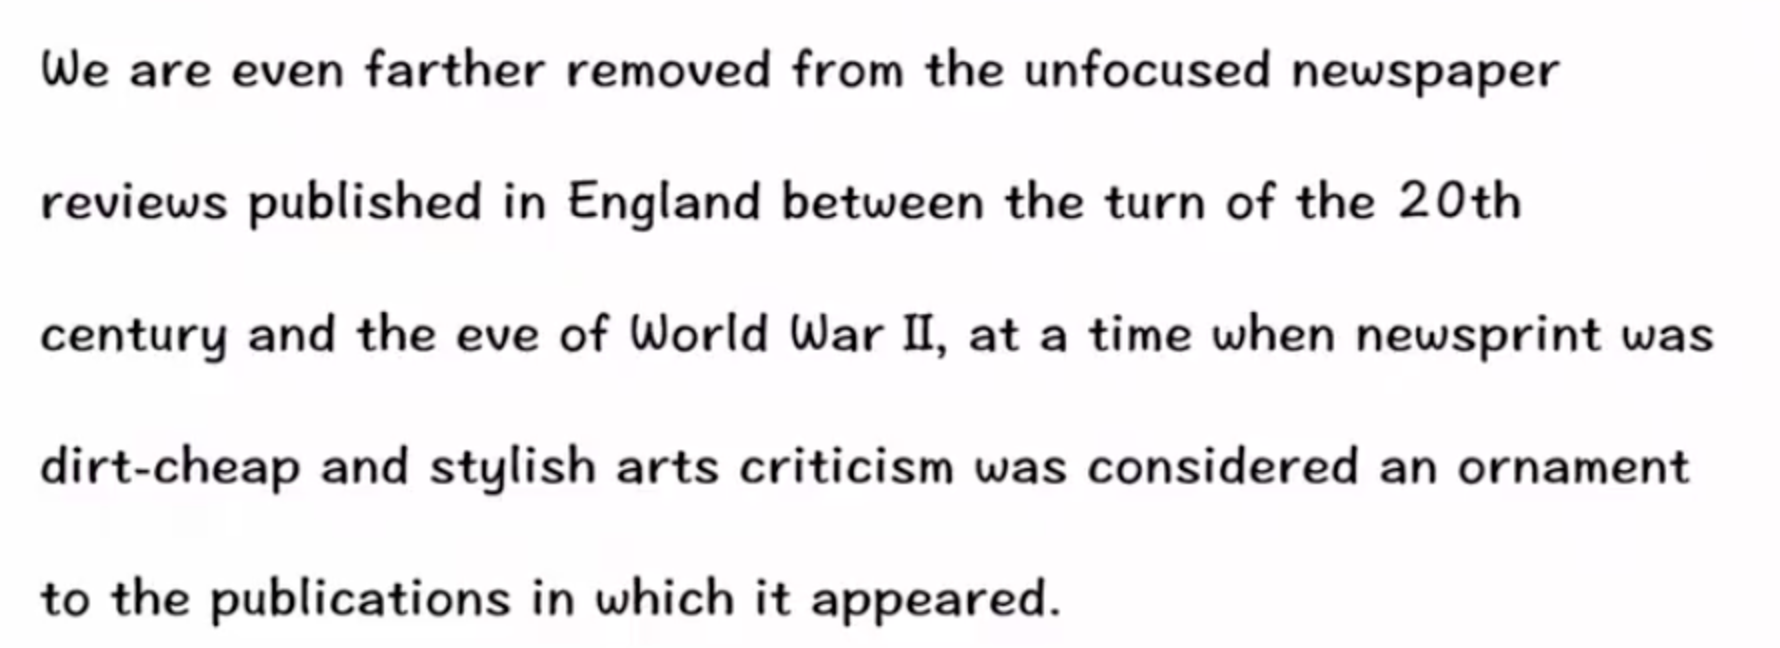 We are even farther removed from the unfocused newspaper
reviews published in England between the turn of the 20th
century and the eve of World War II, at a time when newsprint was
dirt-cheap and stylish arts criticism was considered an ornament
to the publications in which it appeared.